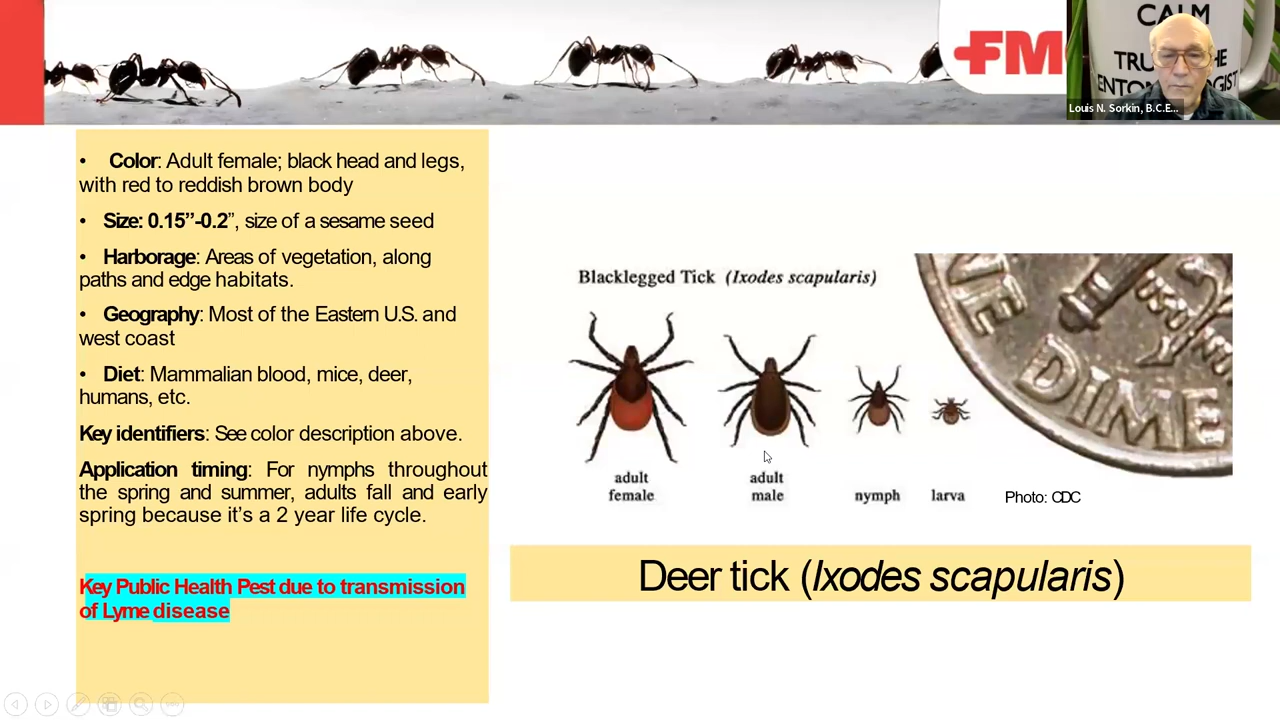 FM
CALM
Louis N. Sorkin, B.C.E...
• Color: Adult female; black head and legs,
with red to reddish brown body
• Size: 0.15”-0.2”, size of a sesame seed
• Harborage: Areas of vegetation, along
paths and edge habitats.
• Geography: Most of the Eastern U.S. and
west coast
• Diet: Mammalian blood, mice, deer,
humans, etc.
Key identifiers: See color description above.
Application timing: For nymphs throughout
the spring and summer, adults fall and early
spring because it’s a 2 year life cycle.
Key Public Health Pest due to transmission
of Lyme disease
Blacklegged Tick (Ixodes scapularis)
adult
female
adult
male
nymph
larva
DIME
Photo: CDC
Deer tick (Ixodes scapularis)